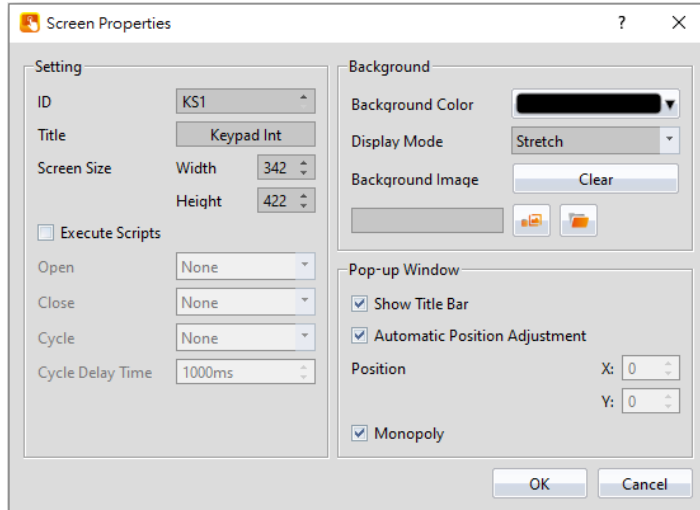 Screen Properties ? X
Setting
ID KS1
Title Keypad Int
Screen Size Width 342
Height 422
Execute Scripts
Open None
Close None
Cycle None
Cycle Delay Time 1000ms
Background
Background Color
Display Mode Stretch
Background Image Clear
Pop-up Window
Show Title Bar
Automatic Position Adjustment
Position X: 0
Y: 0
Monopoly
OK Cancel